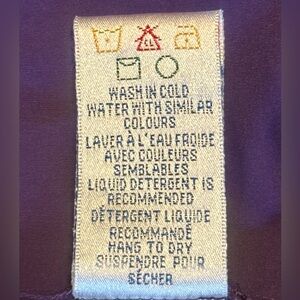 CL
WASH IN COLD
WATER WITH SIMILAR
COLOURS
LAVER À L'EAU FROIDE
AVEC COULEURS
SEMBLABLES
LIQUID DETERGENT IS
RECOMMENDED
DÉTERGENT LIQUIDE
RECOMMANDÉ
HANG TO DRY
SUSPENDRE POUR
SÉCHER